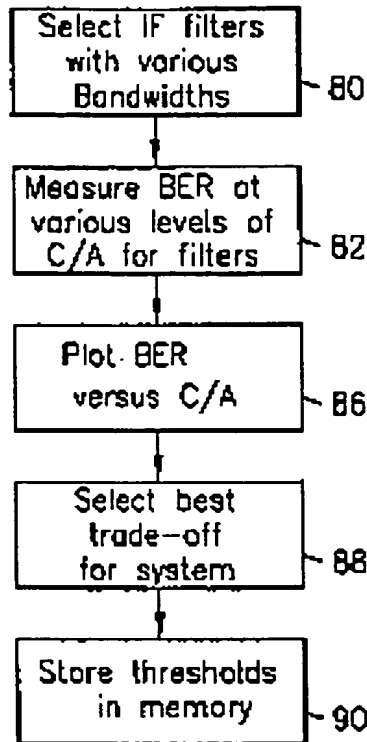 Select IF filters
with various
Bandwidths
80
Measure BER at
various levels of
C/A for filters
82
Plot BER
versus C/A
86
Select best
trade-off
for system
88
Store thresholds
in memory
90